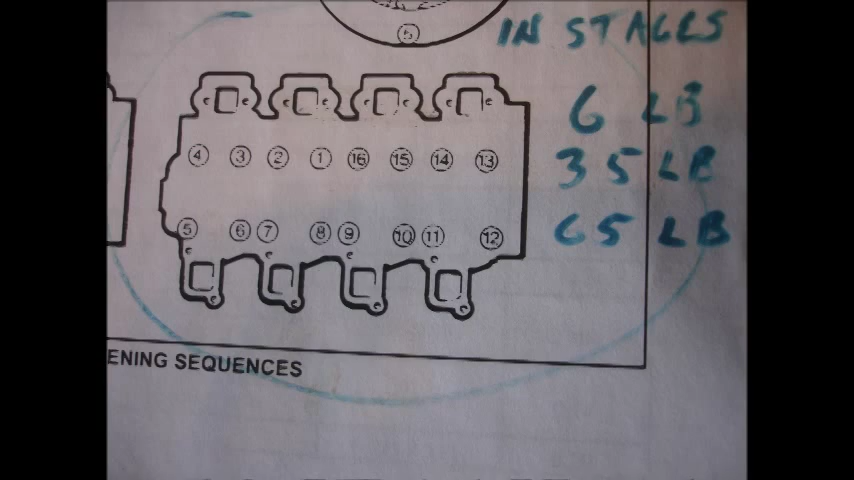 5
IN STAGES
6 LB
35 LB
65 LB
4 3 2 1 16 15 14 13
5 6 7 8 9 10 11 12
ENING SEQUENCES